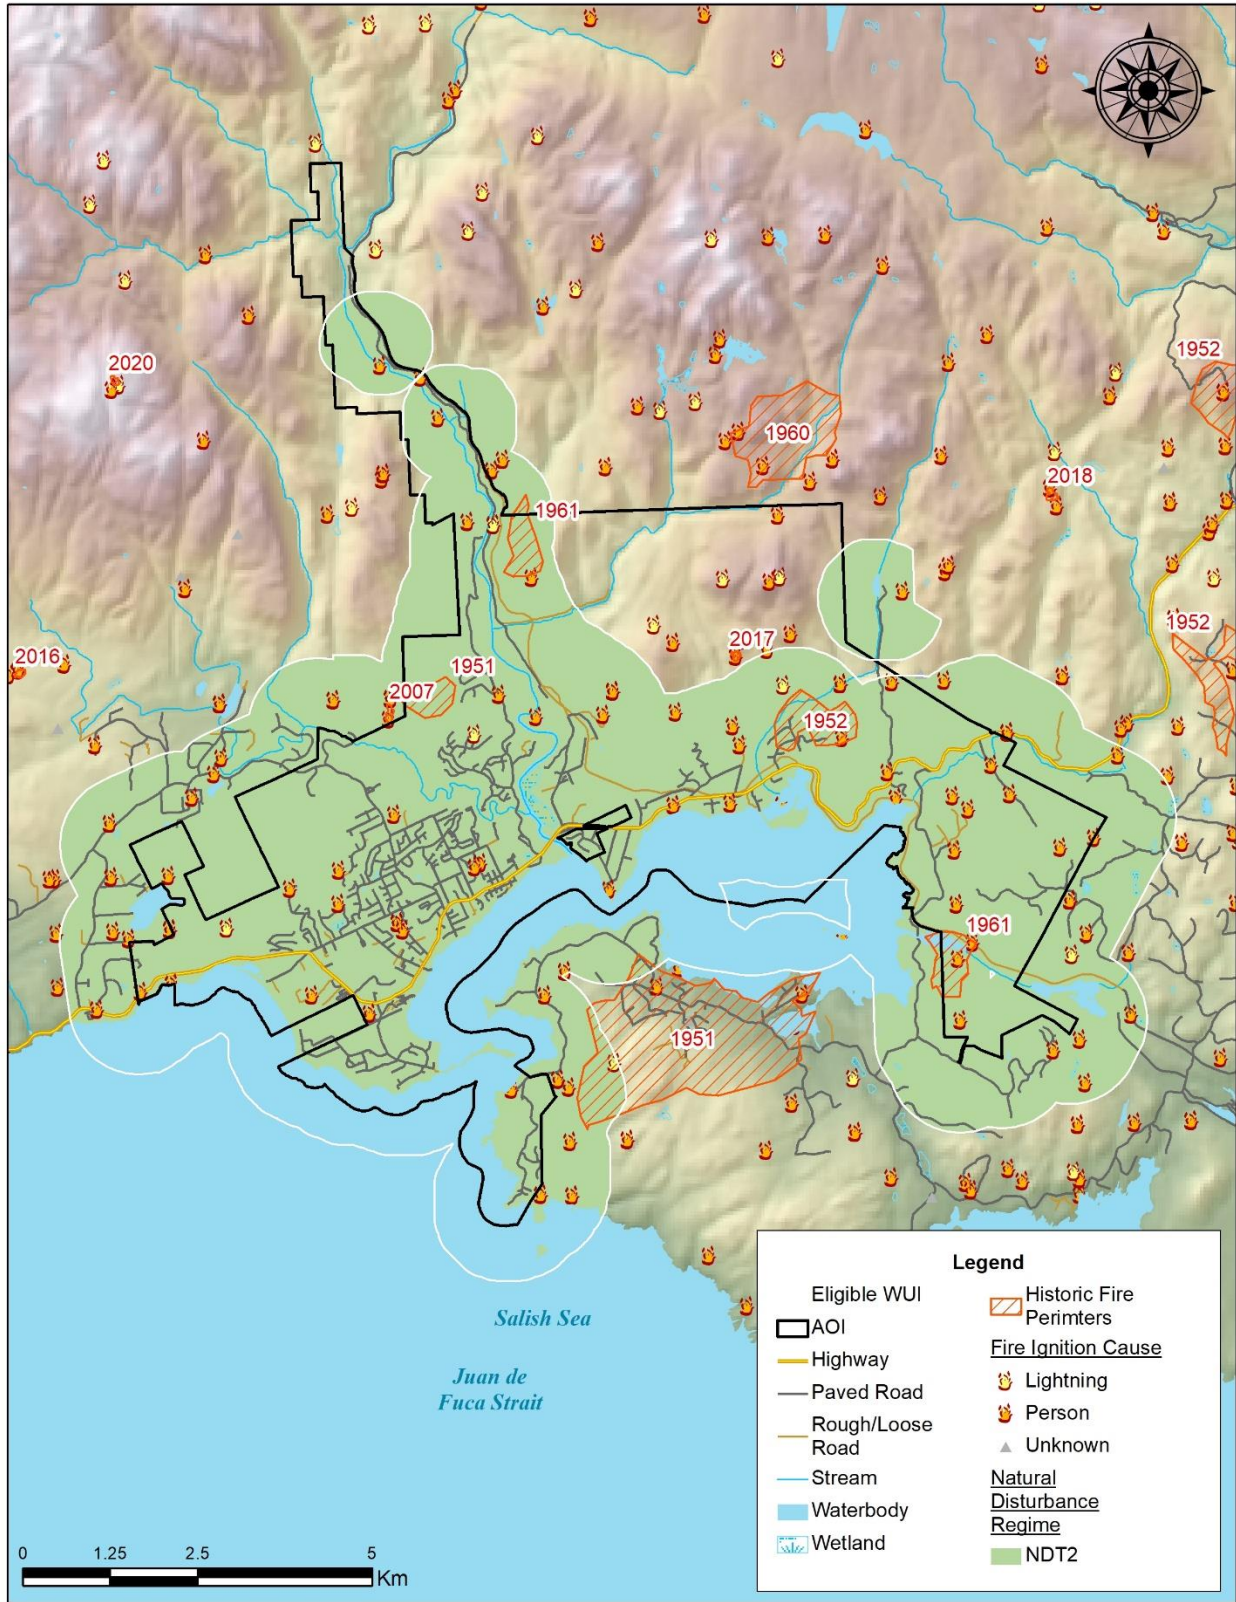 2020
1952
1960
2018
1961
1952
2017
2016
1951
2007
1952
1961
1951
Salish Sea
Juan de
Fuca Strait
Legend
Eligible WUI
AOI
Highway
Paved Road
Rough/Loose
Road
Stream
Waterbody
Wetland
Historic Fire
Perimters
Fire Ignition Cause
Lightning
Person
Unknown
Natural
Disturbance
Regime
NDT2
0 1.25 2.5 5
Km